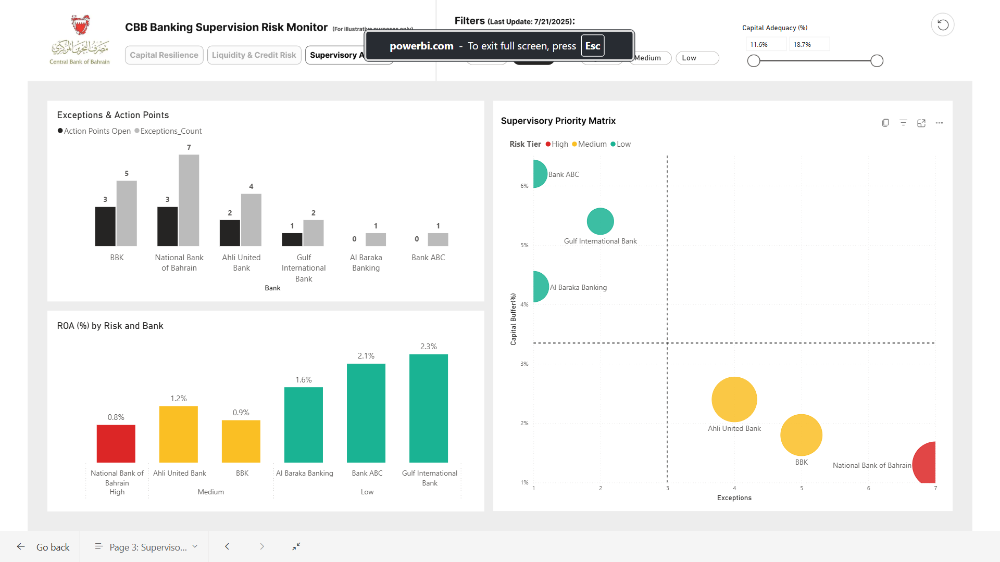 CBB Banking Supervision Risk Monitor (For illustrative purposes only)
مصرف البحرين المركزي
Central Bank of Bahrain
Capital Resilience
Liquidity & Credit Risk
Supervisory A
Filters (Last Update: 7/21/2025):
powerbi.com - To exit full screen, press Esc
Medium
Low
Capital Adequacy (%)
11.6%
18.7%
Exceptions & Action Points
Action Points Open
Exceptions_Count
3
5
3
7
2
4
1
2
0
1
0
1
BBK
National Bank
of Bahrain
Ahli United
Bank
Gulf
International
Bank
Al Baraka
Banking
Bank ABC
Bank
ROA (%) by Risk and Bank
0.8%
1.2%
0.9%
1.6%
2.1%
2.3%
National Bank of
Bahrain
Ahli United Bank
BBK
Al Baraka Banking
Bank ABC
Gulf International
Bank
High
Medium
Low
Supervisory Priority Matrix
Risk Tier High Medium Low
Capital Buffer(%)
6%
5%
4%
3%
2%
1%
Bank ABC
Gulf International Bank
Al Baraka Banking
Ahli United Bank
BBK
National Bank of Bahrain
1
2
3
4
5
6
7
Exceptions
Go back
Page 3: Superviso...